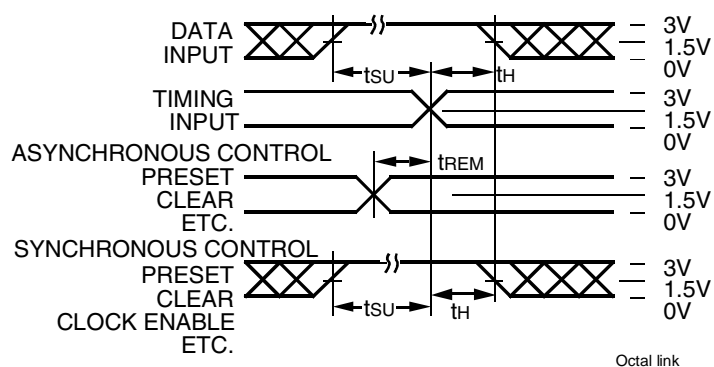 DATA
INPUT
3V
1.5V
0V
tSU
tH
TIMING
INPUT
3V
1.5V
0V
ASYNCHRONOUS CONTROL
PRESET
CLEAR
ETC.
tREM
3V
1.5V
0V
SYNCHRONOUS CONTROL
PRESET
CLEAR
CLOCK ENABLE
ETC.
tSU
tH
3V
1.5V
0V
Octal link